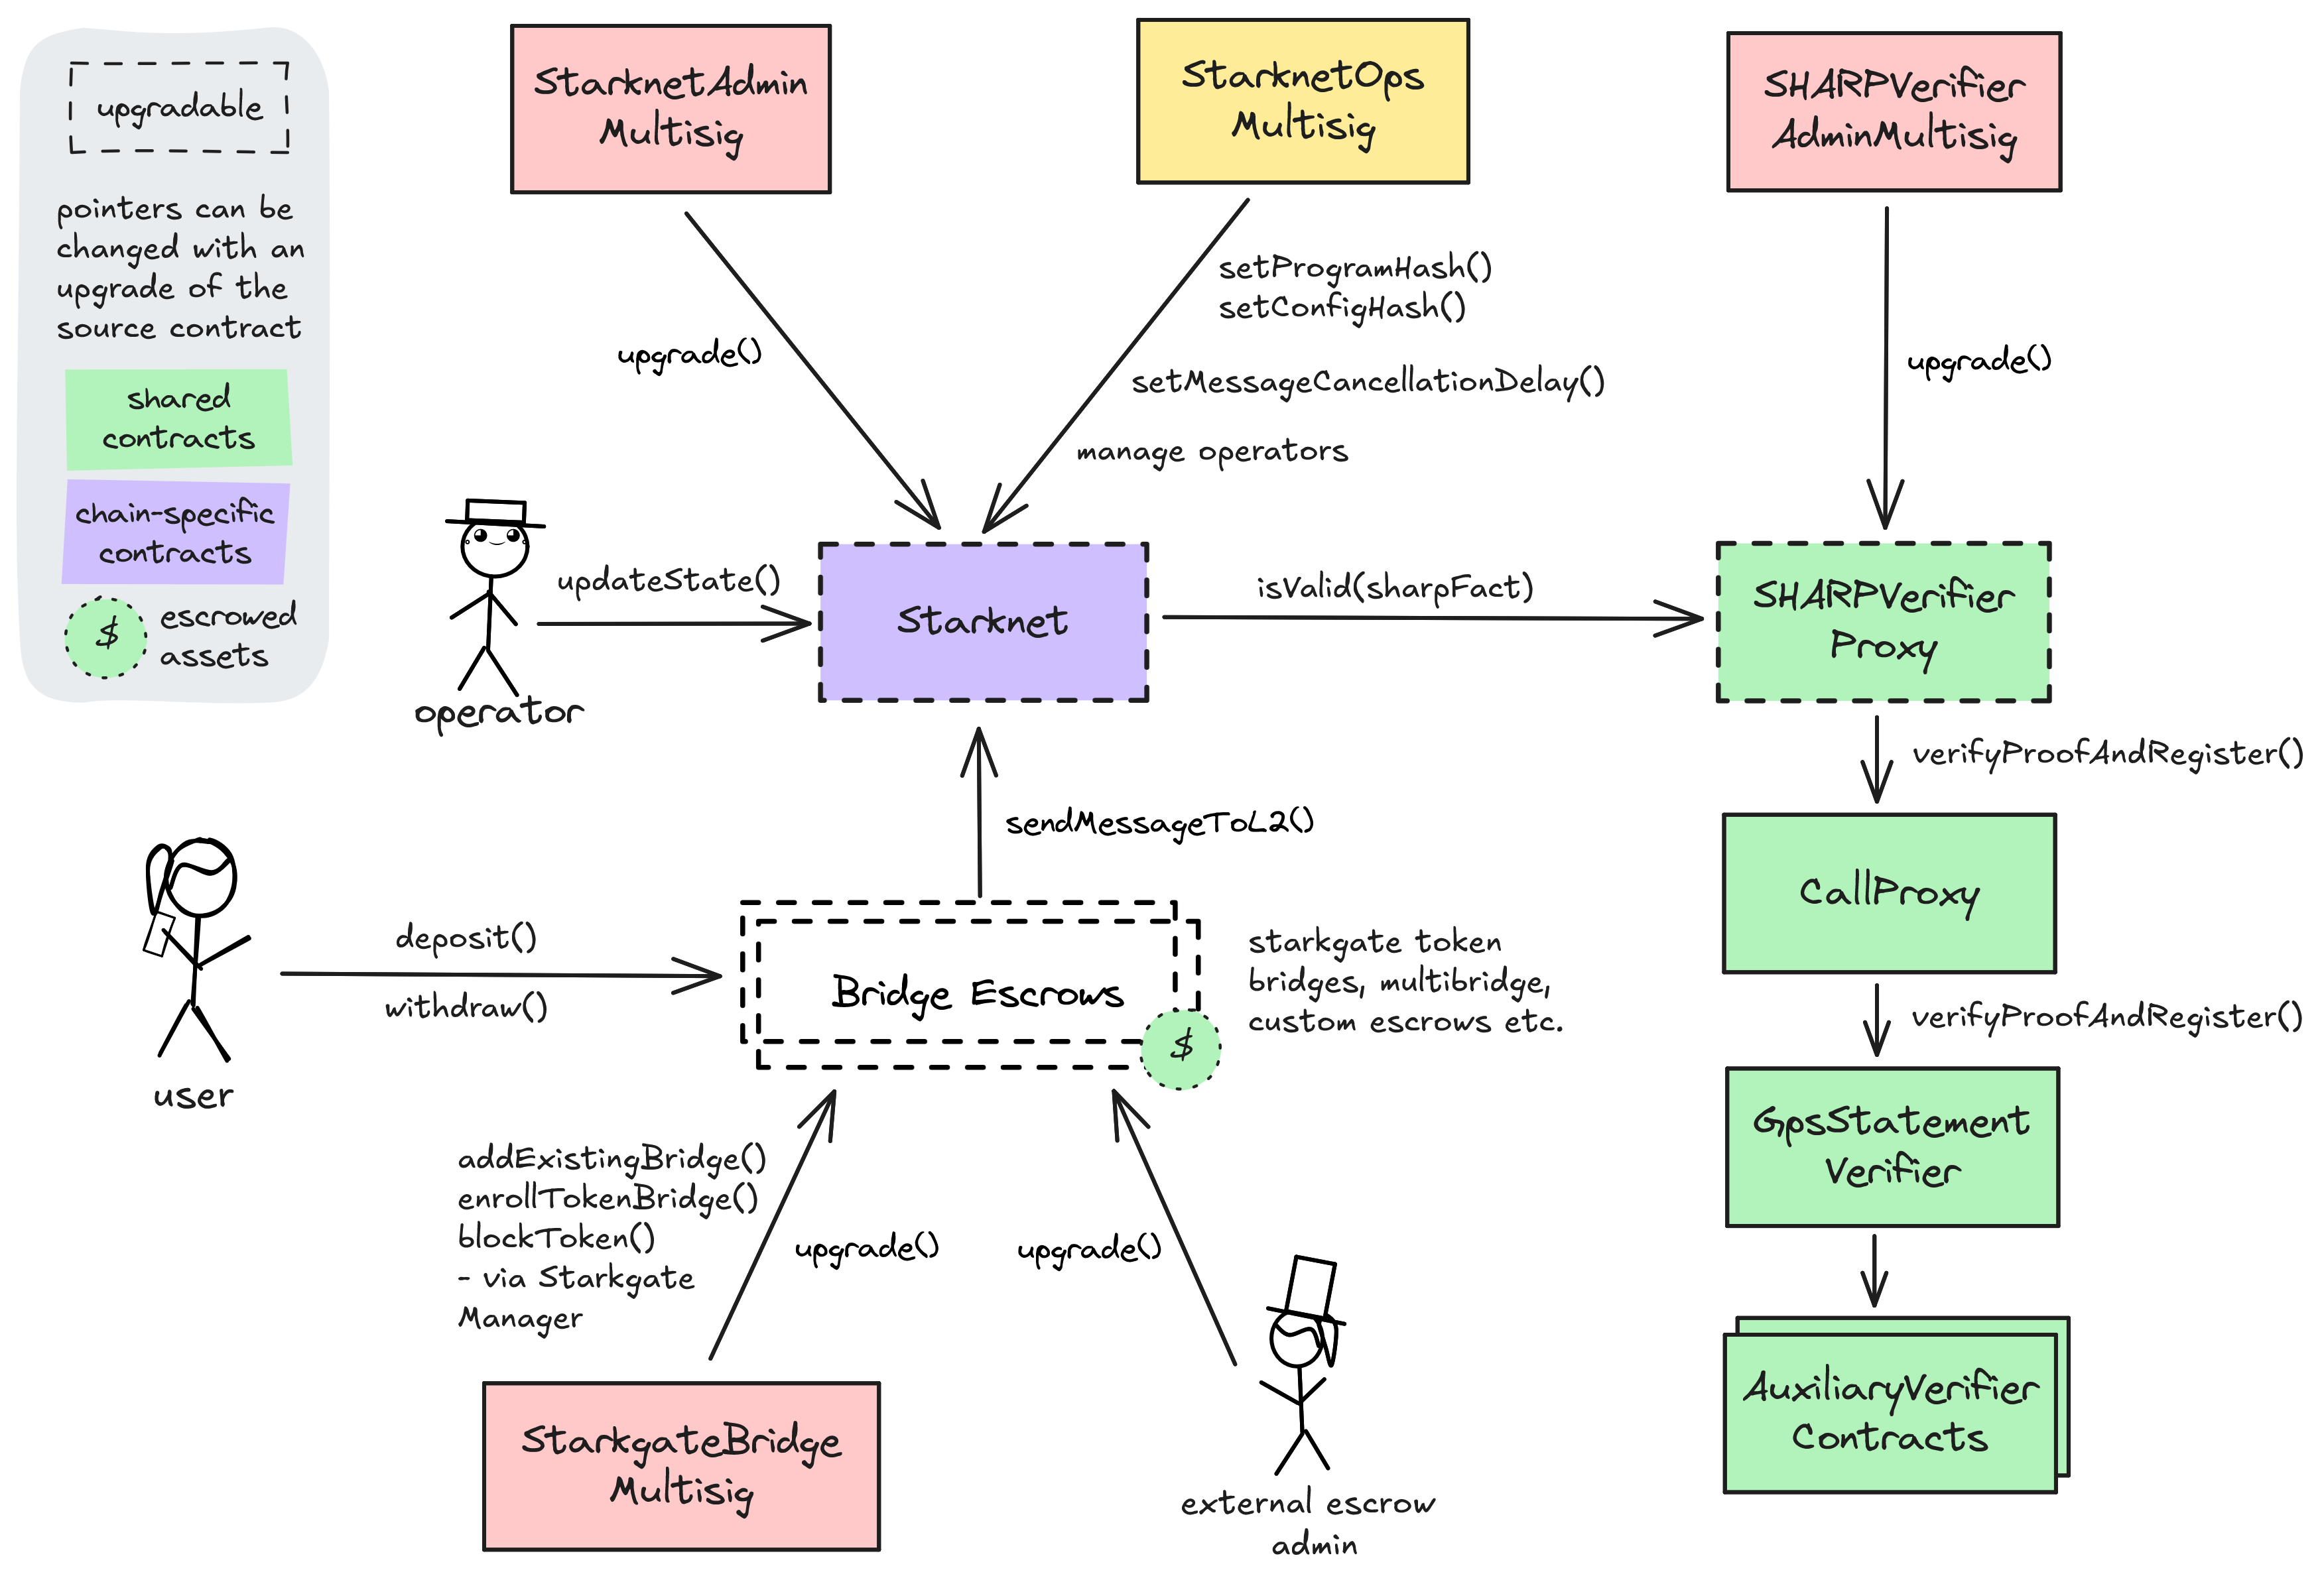 upgradable
pointers can be
changed with an
upgrade of the
source contract
shared
contracts
chain-specific
contracts
$
escrowed
assets
StarknetAdmin
Multisig
StarknetOps
Multisig
SHARPVerifier
AdminMultisig
upgrade()
setProgramHash()
setConfigHash()
setMessageCancellationDelay()
manage operators
upgrade()
operator
updateState()
Starknet
isValid(sharpFact)
SHARPVerifier
Proxy
verifyProofAndRegister()
sendMessageToL2()
CallProxy
user
deposit()
withdraw()
Bridge Escrows
$
starkgate token
bridges, multibridge,
custom escrows etc.
verifyProofAndRegister()
GpsStatement
Verifier
addExistingBridge()
enrollTokenBridge()
blockToken()
- via Starkgate
Manager
upgrade()
upgrade()
AuxiliaryVerifier
Contracts
StarkgateBridge
Multisig
external escrow
admin